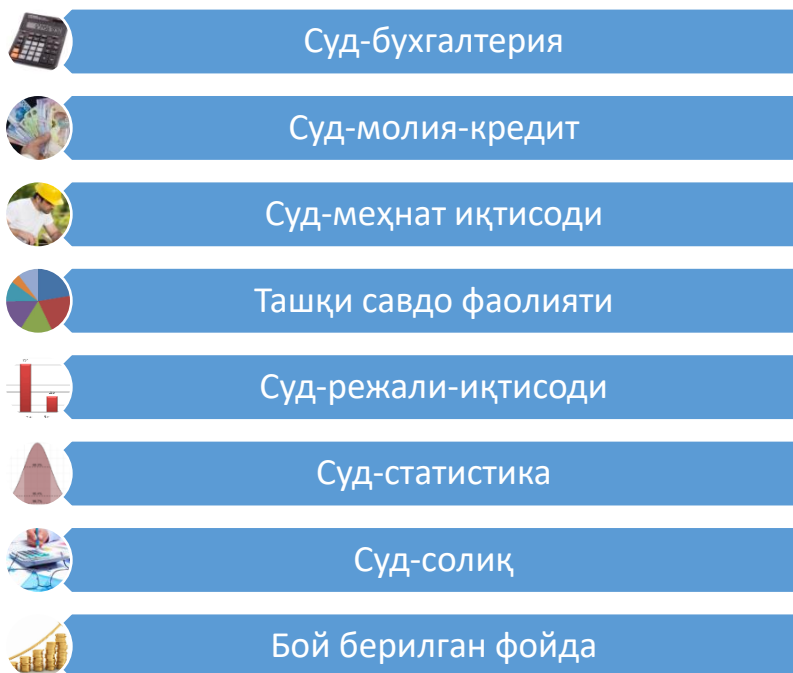 Суд-бухгалтерия
Суд-молия-кредит
Суд-меҳнат иқтисоди
Ташқи савдо фаолияти
Суд-режали-иқтисоди
Суд-статистика
Суд-солиқ
Бой берилган фойда